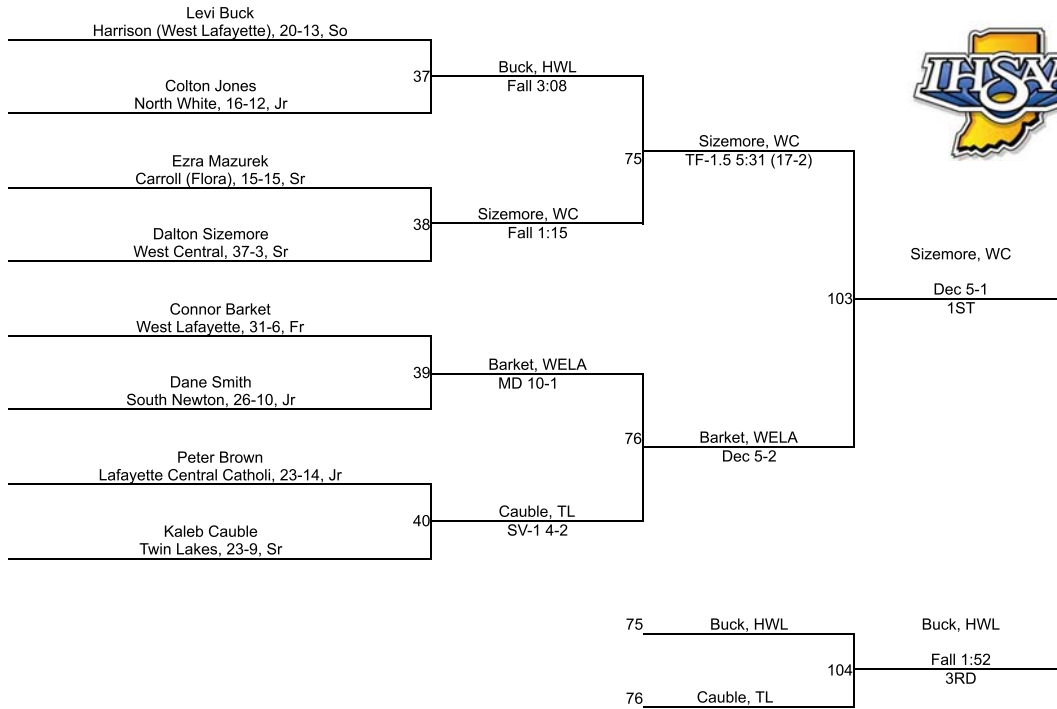 Levi Buck
Harrison (West Lafayette), 20-13, So
37
Buck, HWL
Fall 3:08
Colton Jones
North White, 16-12, Jr
IHSAA
75
Sizemore, WC
TF-1.5 5:31 (17-2)
Ezra Mazurek
Carroll (Flora), 15-15, Sr
38
Sizemore, WC
Fall 1:15
Dalton Sizemore
West Central, 37-3, Sr
Sizemore, WC
103
Dec 5-1
1ST
Connor Barket
West Lafayette, 31-6, Fr
39
Barket, WELA
MD 10-1
Dane Smith
South Newton, 26-10, Jr
76
Barket, WELA
Dec 5-2
Peter Brown
Lafayette Central Catholi, 23-14, Jr
40
Cauble, TL
SV-1 4-2
Kaleb Cauble
Twin Lakes, 23-9, Sr
75
Buck, HWL
Buck, HWL
104
Fall 1:52
3RD
76
Cauble, TL